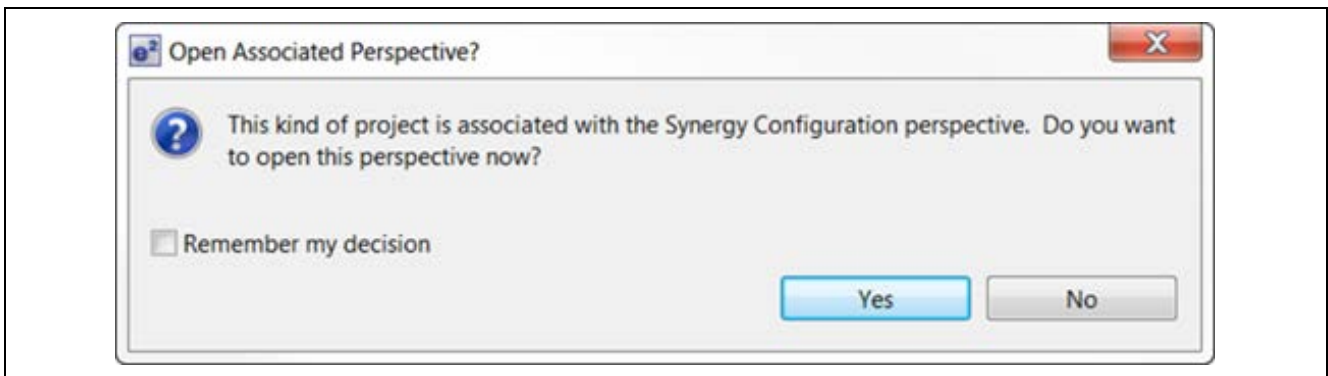 e² Open Associated Perspective?
This kind of project is associated with the Synergy Configuration perspective. Do you want
to open this perspective now?
Remember my decision
Yes No